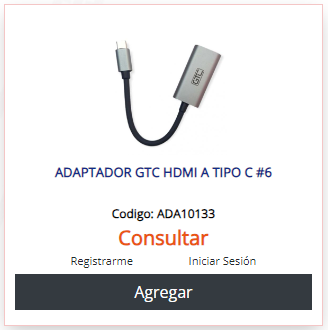 GTC
ADAPTADOR GTC HDMI A TIPO C #6
Codigo: ADA10133
Consultar
Registrarme Iniciar Sesión
Agregar